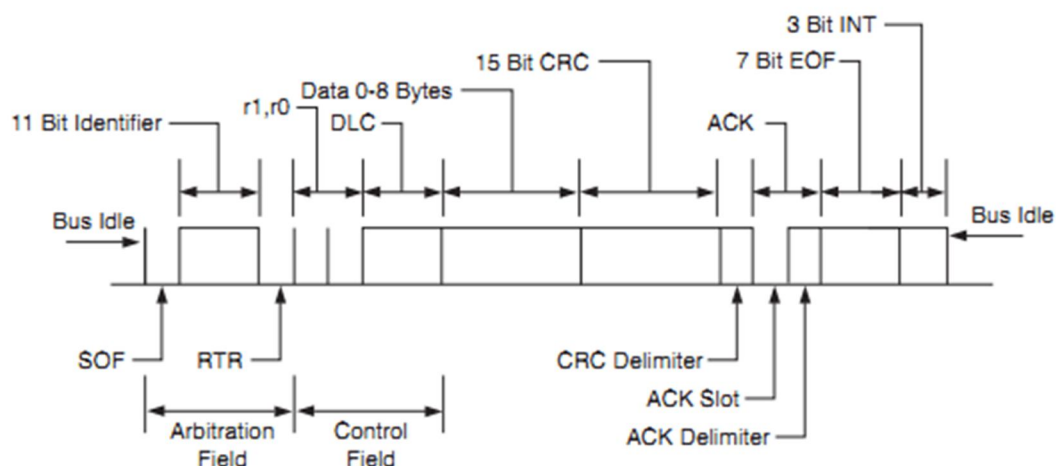 3 Bit INT
15 Bit CRC
7 Bit EOF
Data 0-8 Bytes
r1,r0
11 Bit Identifier
DLC
ACK
Bus Idle
Bus Idle
SOF
RTR
CRC Delimiter
ACK Slot
ACK Delimiter
Arbitration
Field
Control
Field